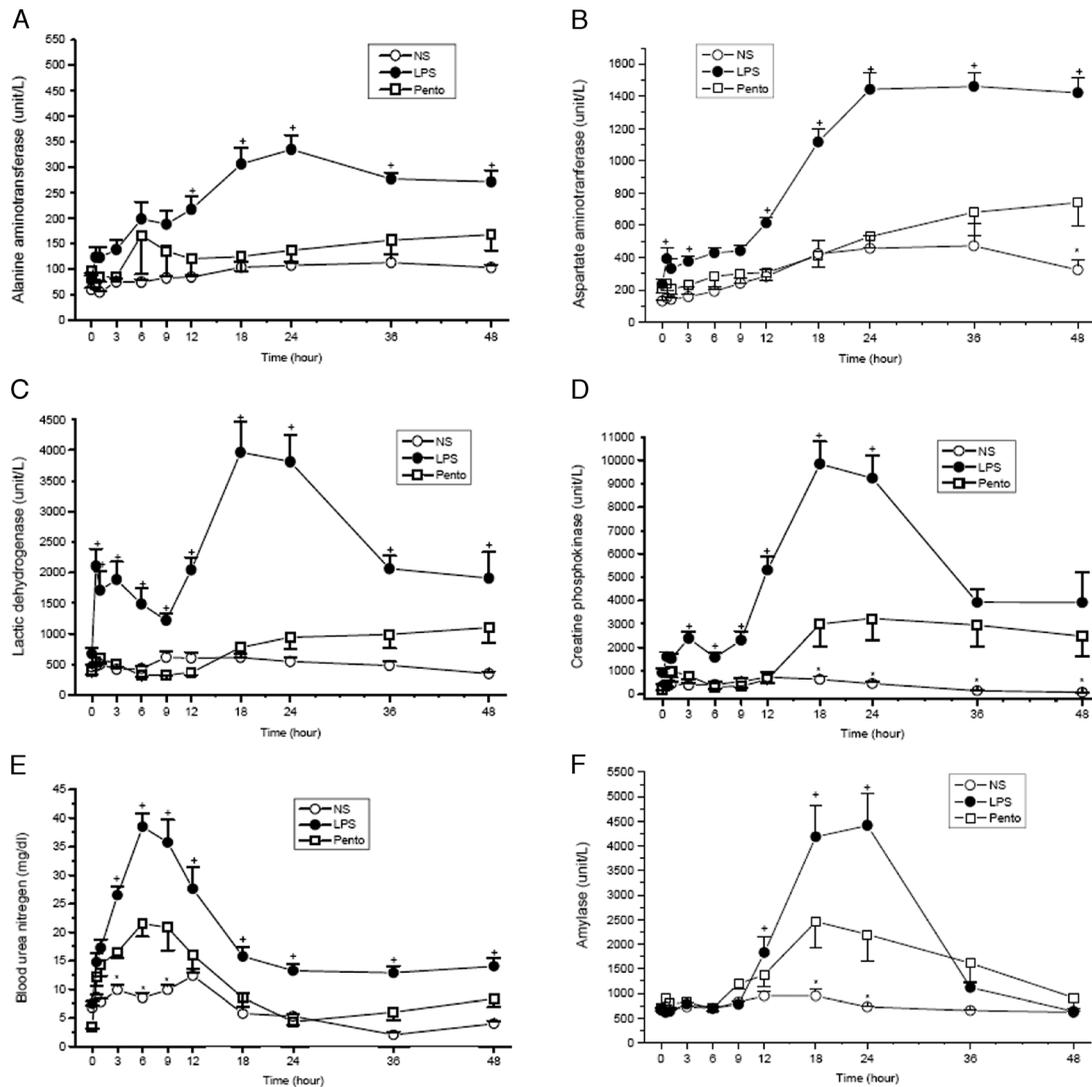 A
Alanine aminotransferase (unit/L)
550
500
450
400
350
300
250
200
150
100
50
0
NS
LPS
Pento
+ + + + +
0 3 6 9 12 18 24 36 48
Time (hour)
B
Aspartate aminotranferase (unit/L)
1600
1400
1200
1000
800
600
400
200
0
NS
LPS
Pento
+ + + + + + +
*
0 3 6 9 12 18 24 36 48
Time (hour)
C
Lactic dehydrogenase (unit/L)
4500
4000
3500
3000
2500
2000
1500
1000
500
0
NS
LPS
Pento
+ + + + + + + + + +
0 3 6 9 12 18 24 36 48
Time (hour)
D
Creatine phosphokinase (unit/L)
11000
10000
9000
8000
7000
6000
5000
4000
3000
2000
1000
0
NS
LPS
Pento
+ + + + + +
* * * *
0 3 6 9 12 18 24 36 48
Time (hour)
E
Blood urea nitregen (mg/dl)
45
40
35
30
25
20
15
10
5
0
NS
LPS
Pento
+ + + + + + + +
* * *
0 3 6 9 12 18 24 36 48
Time (hour)
F
Amylase (unit/L)
5500
5000
4500
4000
3500
3000
2500
2000
1500
1000
500
0
NS
LPS
Pento
+ + +
* *
0 3 6 9 12 18 24 36 48
Time (hour)